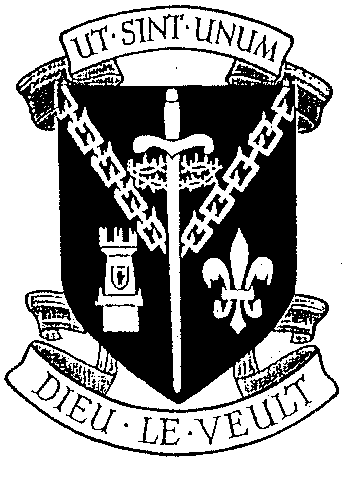 UT · SINT · UNUM
DIEU · LE · VEULT